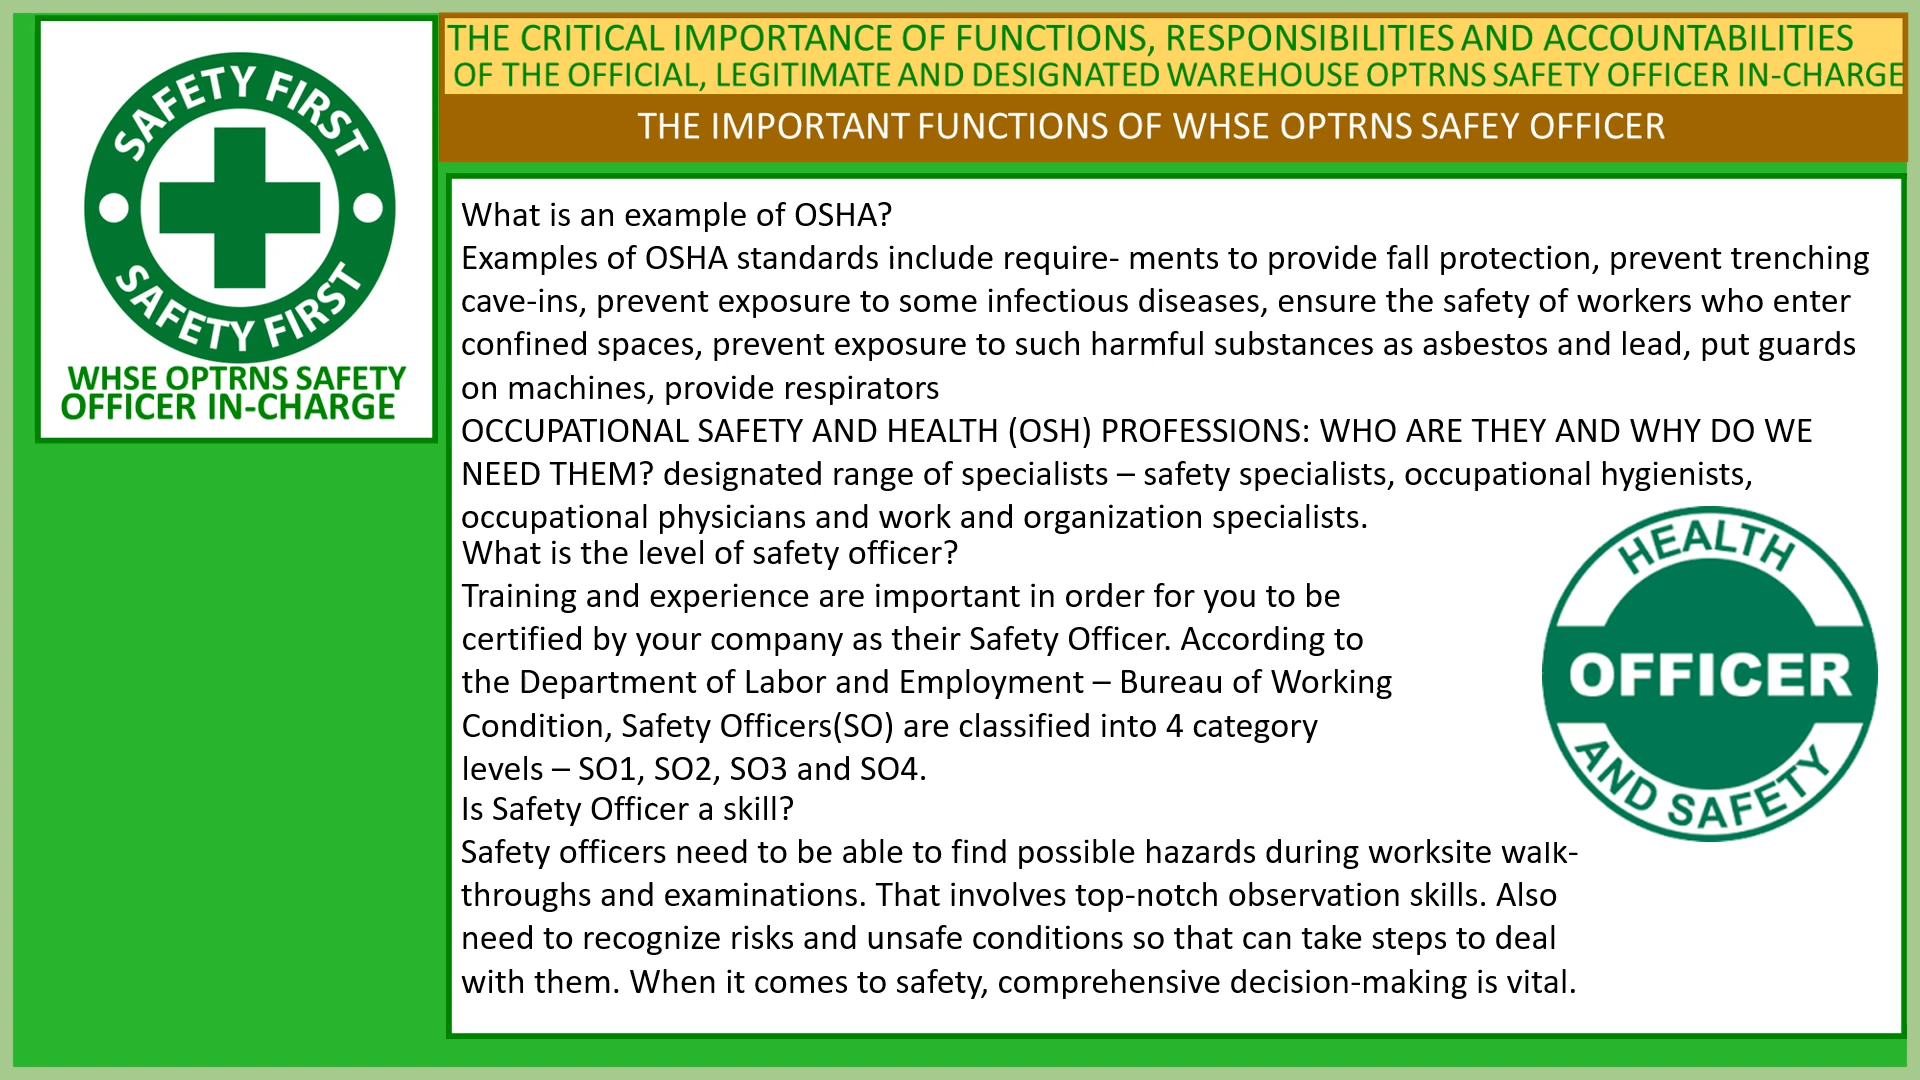 SAFETY FIRST
SAFETY FIRST
WHSE OPTRNS SAFETY
OFFICER IN-CHARGE
THE CRITICAL IMPORTANCE OF FUNCTIONS, RESPONSIBILITIES AND ACCOUNTABILITIES
OF THE OFFICIAL, LEGITIMATE AND DESIGNATED WAREHOUSE OPTRNS SAFETY OFFICER IN-CHARGE
THE IMPORTANT FUNCTIONS OF WHSE OPTRNS SAFEY OFFICER
What is an example of OSHA?
Examples of OSHA standards include require- ments to provide fall protection, prevent trenching
cave-ins, prevent exposure to some infectious diseases, ensure the safety of workers who enter
confined spaces, prevent exposure to such harmful substances as asbestos and lead, put guards
on machines, provide respirators
OCCUPATIONAL SAFETY AND HEALTH (OSH) PROFESSIONS: WHO ARE THEY AND WHY DO WE
NEED THEM? designated range of specialists – safety specialists, occupational hygienists,
occupational physicians and work and organization specialists.
What is the level of safety officer?
Training and experience are important in order for you to be
certified by your company as their Safety Officer. According to
the Department of Labor and Employment – Bureau of Working
Condition, Safety Officers(SO) are classified into 4 category
levels – SO1, SO2, SO3 and SO4.
Is Safety Officer a skill?
Safety officers need to be able to find possible hazards during worksite walk-
throughs and examinations. That involves top-notch observation skills. Also
need to recognize risks and unsafe conditions so that can take steps to deal
with them. When it comes to safety, comprehensive decision-making is vital.
HEALTH
OFFICER
AND SAFETY